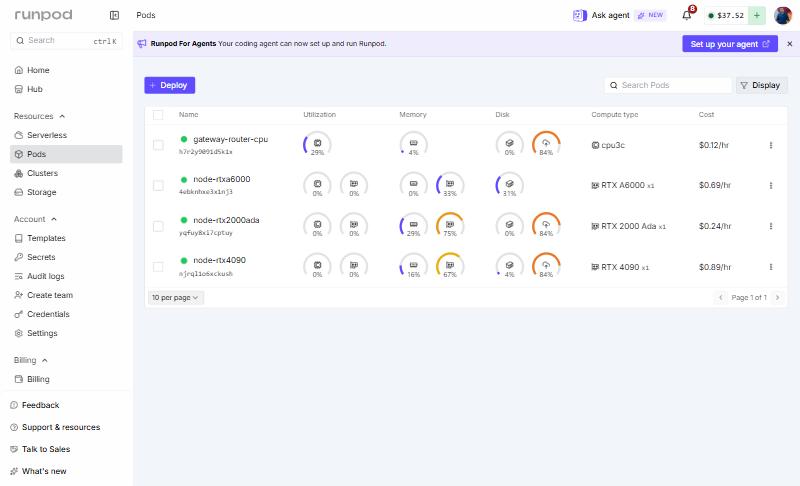 runpod
Pods
Ask agent
NEW
8
$37.52
+
Search
ctrl K
Runpod For Agents Your coding agent can now set up and run Runpod.
Set up your agent
Home
Hub
Resources
Serverless
Pods
Clusters
Storage
Account
Templates
Secrets
Audit logs
Create team
Credentials
Settings
Billing
Billing
Feedback
Support & resources
Talk to Sales
What's new
+ Deploy
Search Pods
Display
Name Utilization Memory Disk Compute type Cost
gateway-router-cpu
29% 4% 0% 84% cpu3c $0.12/hr
node-rtxa6000
4ebknhxe3x1nj3
0% 0% 0% 33% 31% RTX A6000 x1 $0.69/hr
node-rtx2000ada
yqfuy8xi7cptuy
0% 0% 29% 75% 0% 84% RTX 2000 Ada x1 $0.24/hr
node-rtx4090
0% 0% 16% 67% 4% 84% RTX 4090 x1 $0.89/hr
10 per page
Page 1 of 1